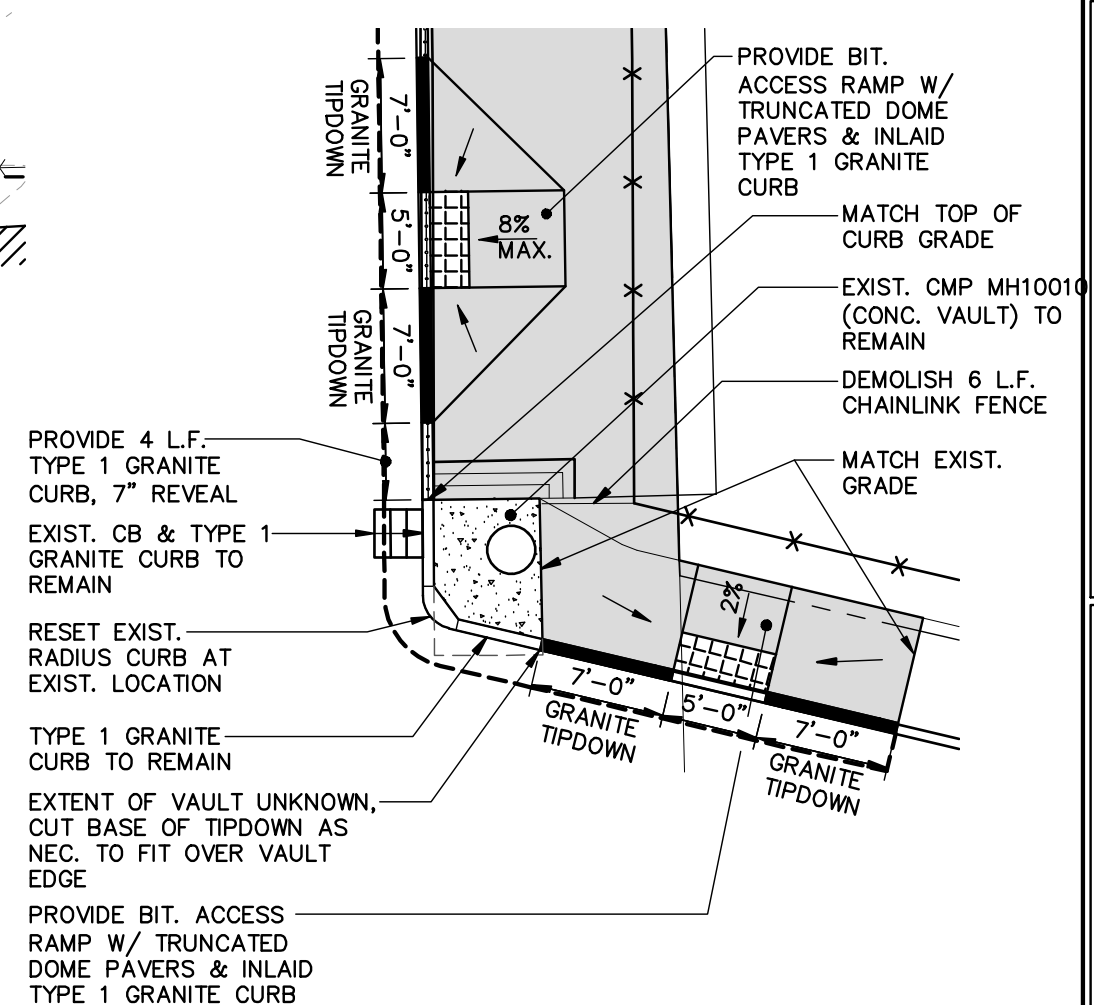 PROVIDE BIT.
ACCESS RAMP W/
TRUNCATED DOME
PAVERS & INLAID
TYPE 1 GRANITE
CURB
MATCH TOP OF
CURB GRADE
EXIST. CMP MH10010
(CONC. VAULT) TO
REMAIN
DEMOLISH 6 L.F.
CHAINLINK FENCE
MATCH EXIST.
GRADE
7'-0"
GRANITE
TIPDOWN
5'-0"
8%
MAX.
7'-0"
GRANITE
TIPDOWN
PROVIDE 4 L.F.
TYPE 1 GRANITE
CURB, 7" REVEAL
EXIST. CB & TYPE 1
GRANITE CURB TO
REMAIN
RESET EXIST.
RADIUS CURB AT
EXIST. LOCATION
TYPE 1 GRANITE
CURB TO REMAIN
EXTENT OF VAULT UNKNOWN,
CUT BASE OF TIPDOWN AS
NEC. TO FIT OVER VAULT
EDGE
PROVIDE BIT. ACCESS
RAMP W/ TRUNCATED
DOME PAVERS & INLAID
TYPE 1 GRANITE CURB
2%
7'-0"
GRANITE
TIPDOWN
5'-0"
7'-0"
GRANITE
TIPDOWN